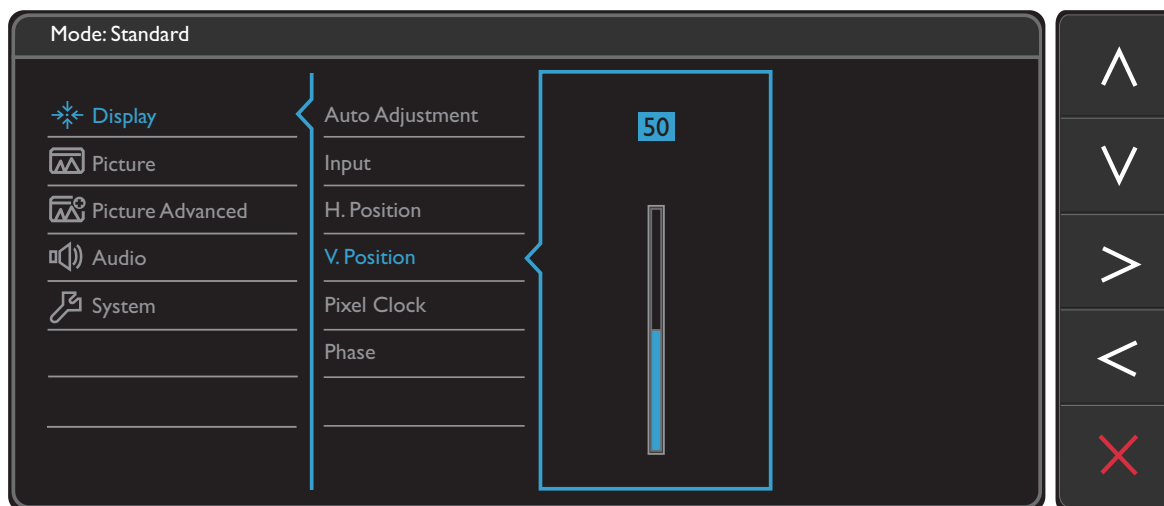 Mode: Standard
Display
Picture
Picture Advanced
Audio
System
Auto Adjustment
Input
H. Position
V. Position
Pixel Clock
Phase
50